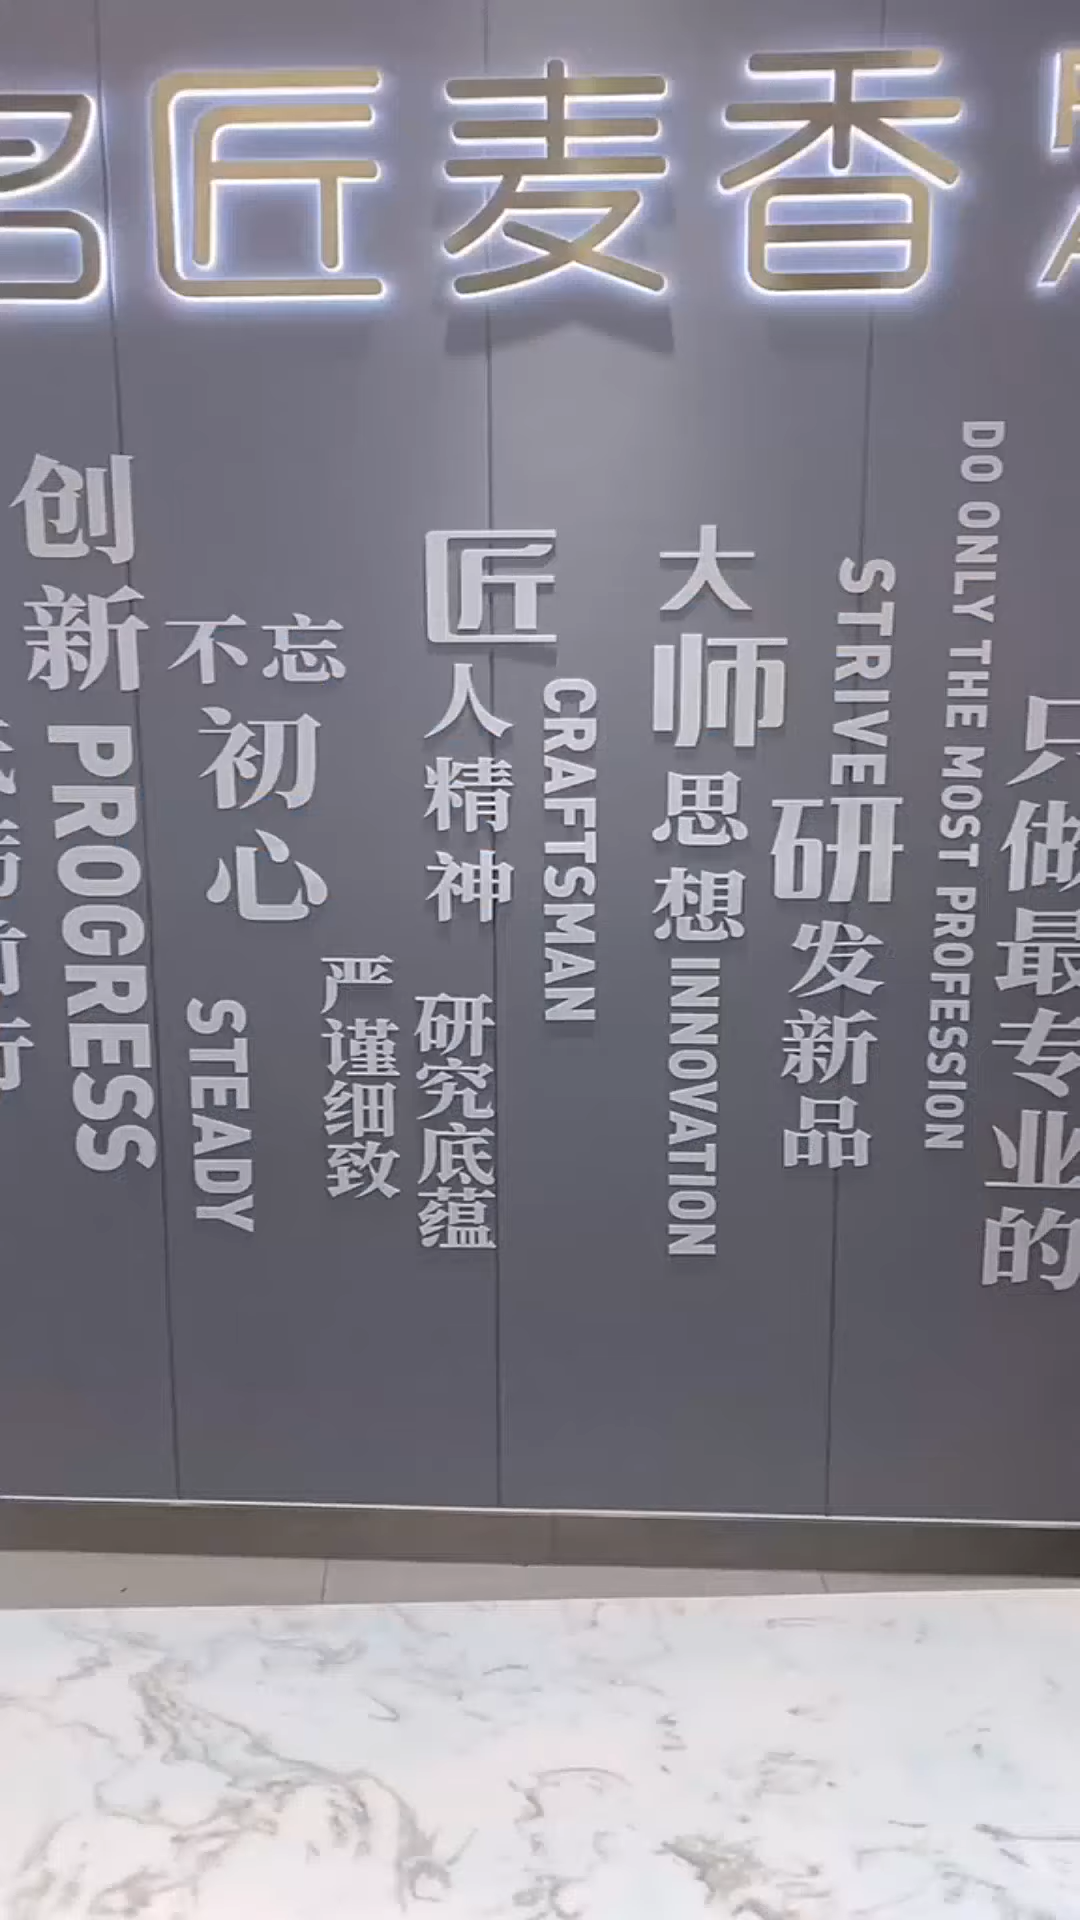 名匠麦香
创新
PROGRESS
不忘
初心
STEADY
严谨细致
匠人精神
CRAFTSMAN
研究底蕴
大师思想
INNOVATION
STRIVE
研发新品
DO ONLY THE MOST PROFESSION
只做最专业的